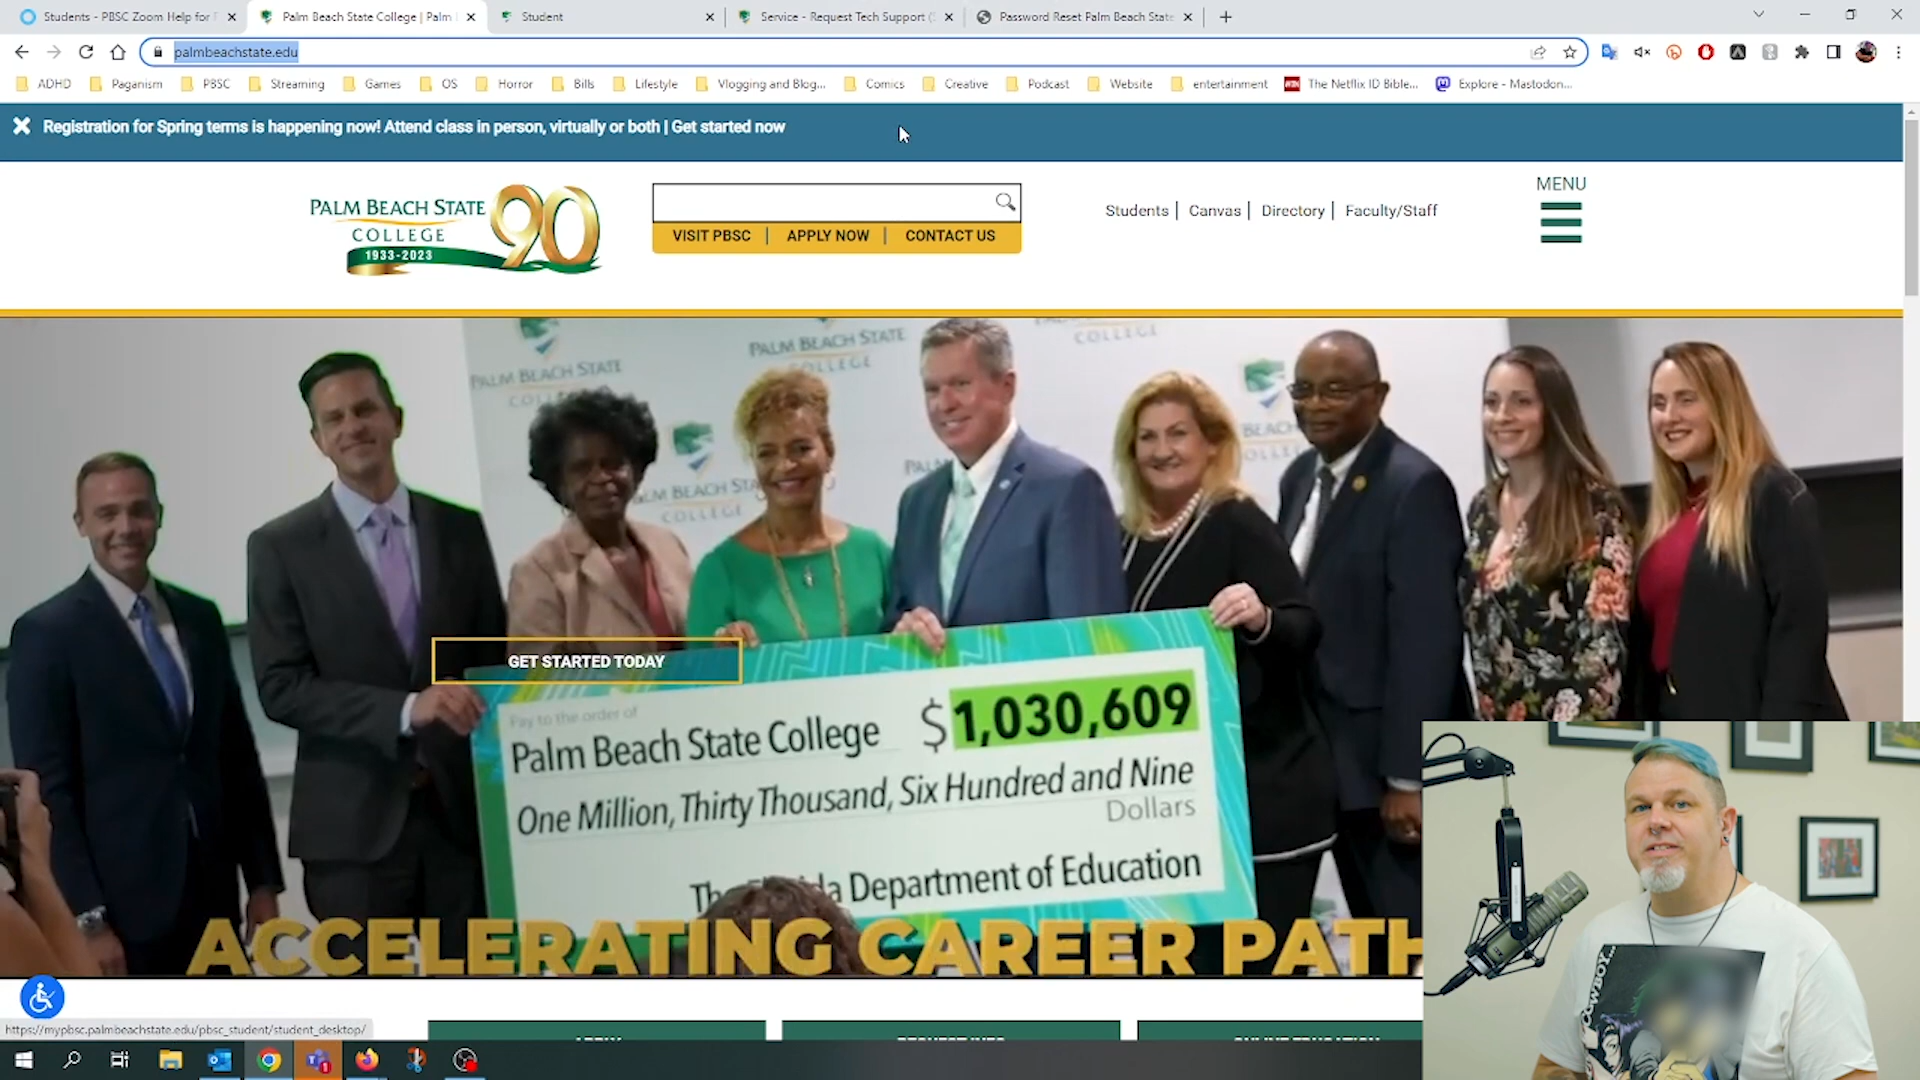 Students - PBSC Zoom Help for
Palm Beach State College | Palm
Student
Service - Request Tech Support (
Password Reset Palm Beach State
palmbeachstate.edu
ADHD
Paganism
PBSC
Streaming
Games
OS
Horror
Bills
Lifestyle
Vlogging and Blog...
Comics
Creative
Podcast
Website
entertainment
The Netflix ID Bible...
Explore - Mastodon...
Registration for Spring terms is happening now! Attend class in person, virtually or both | Get started now
PALM BEACH STATE
COLLEGE
1933-2023
90
VISIT PBSC | APPLY NOW | CONTACT US
Students | Canvas | Directory | Faculty/Staff
MENU
PALM BEACH STATE
COLLEGE
PALM BEACH STATE
COLLEGE
GET STARTED TODAY
Pay to the order of
Palm Beach State College $1,030,609
One Million, Thirty Thousand, Six Hundred and Nine
Dollars
Department of Education
ACCELERATING CAREER PATH
COWBOY...
https://mypbsc.palmbeachstate.edu/pbsc_student/student_desktop/